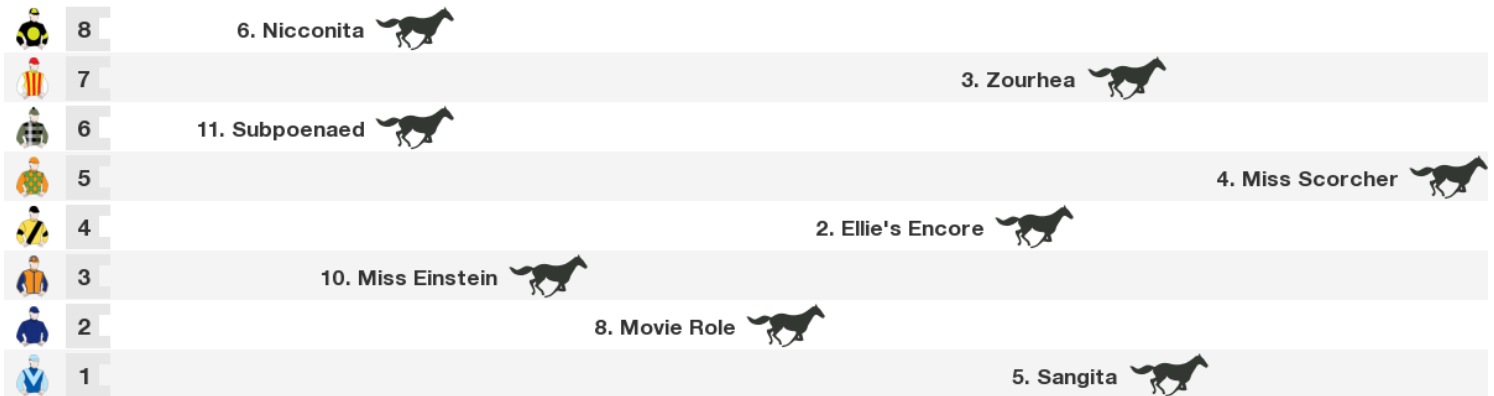 8 6. Nicconita
7 3. Zourhea
6 11. Subpoenaed
5 4. Miss Scorcher
4 2. Ellie's Encore
3 10. Miss Einstein
2 8. Movie Role
1 5. Sangita